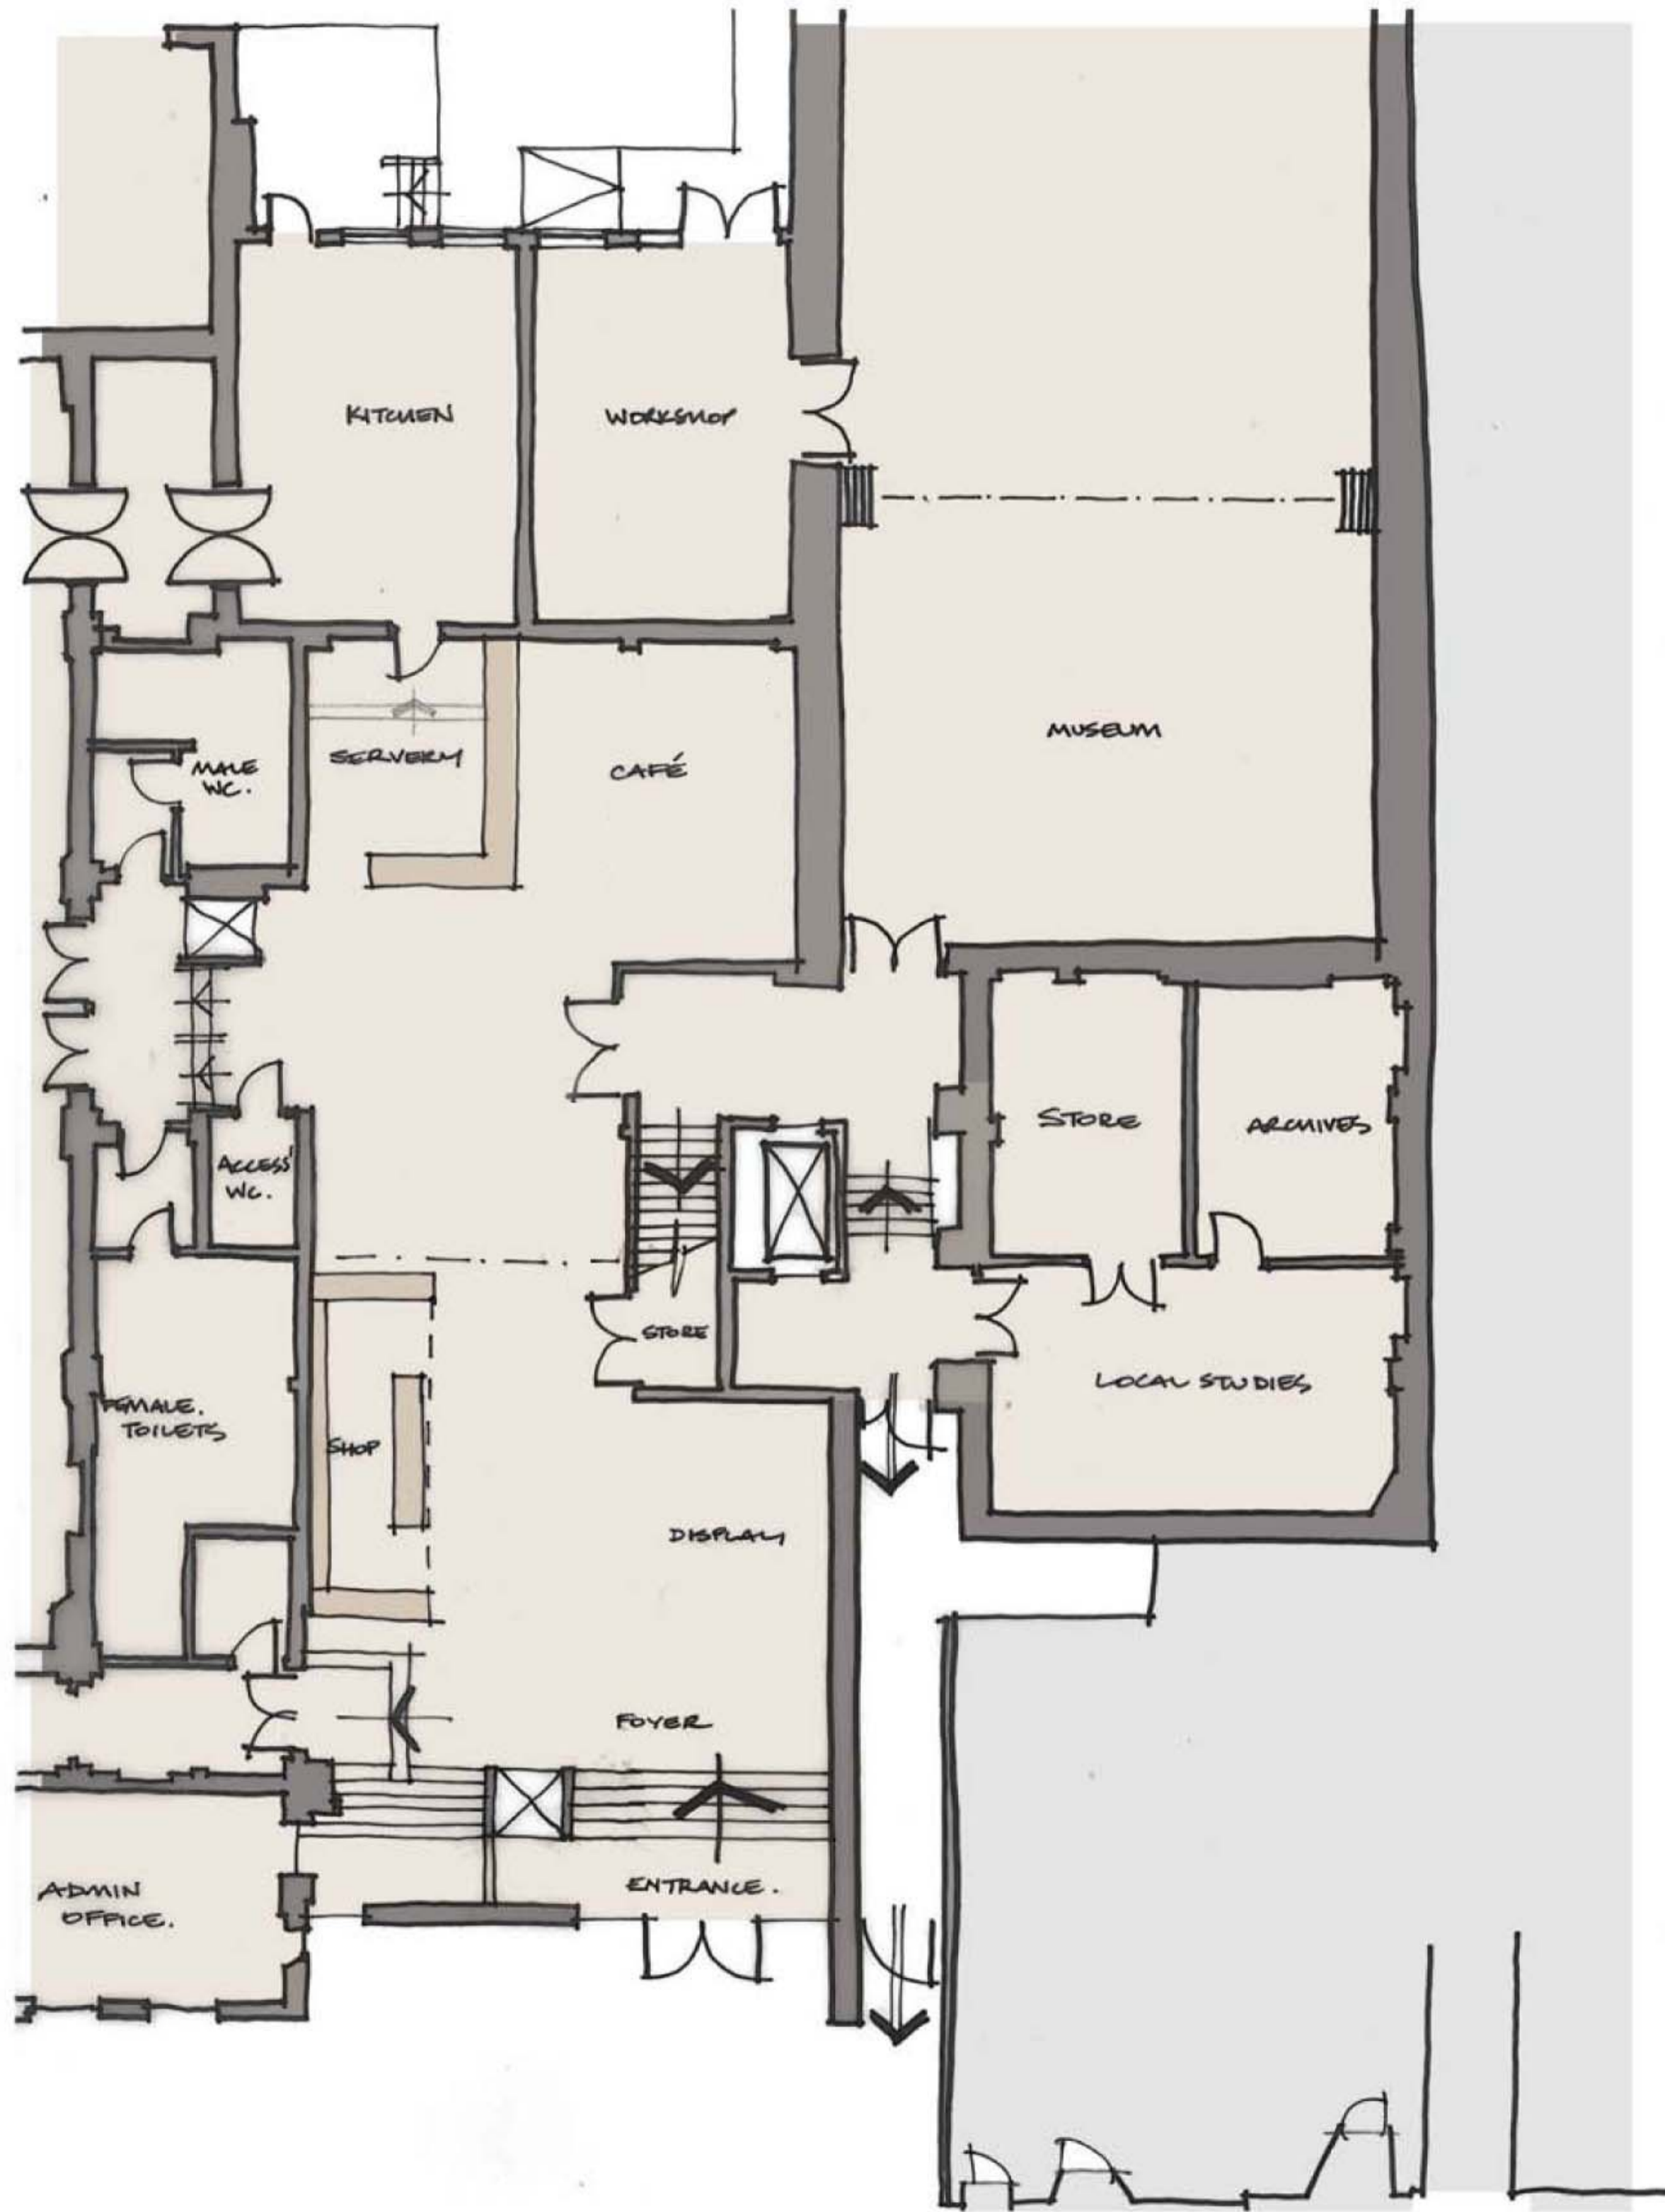 KITCHEN
WORKSHOP
MUSEUM
MALE
WC.
SERVERY
CAFÉ
STORE
ARCHIVES
ACCESS'
WC.
STORE
LOCAL STUDIES
FEMALE.
TOILETS
SHOP
DISPLAY
FOYER
ADMIN
OFFICE.
ENTRANCE.